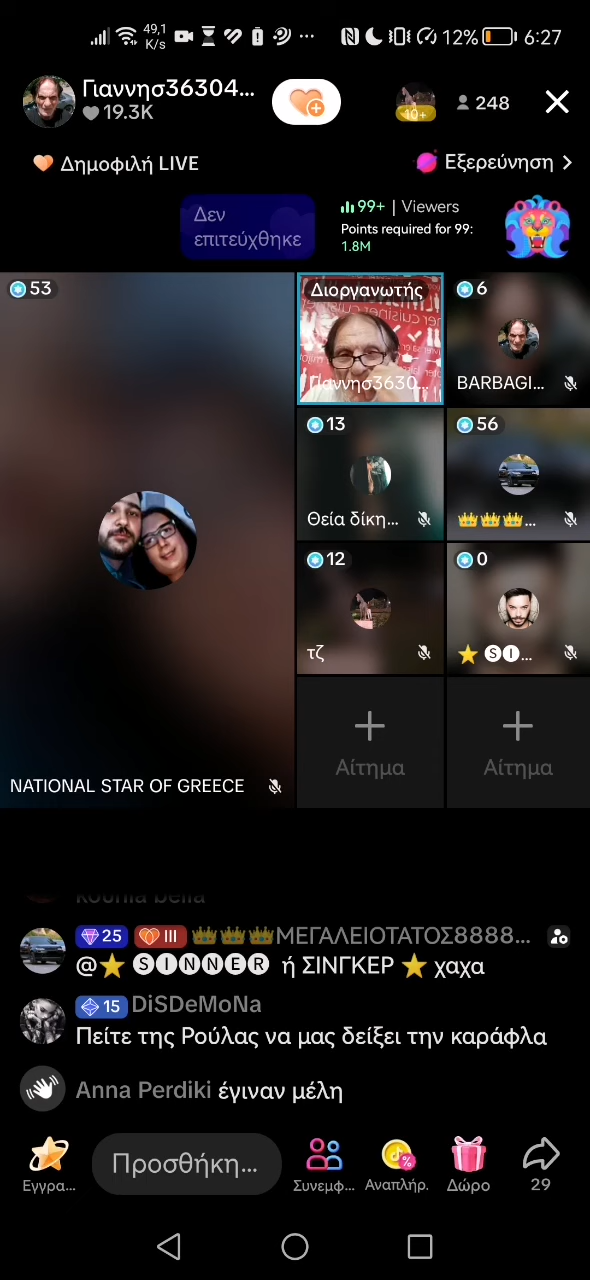 49,1
K/s
12%
6:27
Γιαννησ36304...
19.3K
10+
248
Δημοφιλή LIVE
Εξερεύνηση
Δεν
επιτεύχθηκε
99+ | Viewers
Points required for 99:
1.8M
53
Διοργανωτής
Γιαννησ3630...
6
BARBAGI...
13
Θεία δίκη...
56
👑👑👑...
12
τζ
0
⭐ 🅢🅘...
Αίτημα
Αίτημα
NATIONAL STAR OF GREECE
kounia bella
25 III 👑👑👑ΜΕΓΑΛΕΙΟΤΑΤΟΣ8888...
@⭐ 🅢🅘🅝🅝🅔🅡 ή ΣΙΝΓΚΕΡ ⭐ χαχα
15 DiSDeMoNa
Πείτε της Ρούλας να μας δείξει την καράφλα
Anna Perdiki έγιναν μέλη
Εγγρα...
Προσθήκη...
Συνεμφ...
Αναπλήρ.
Δώρο
29